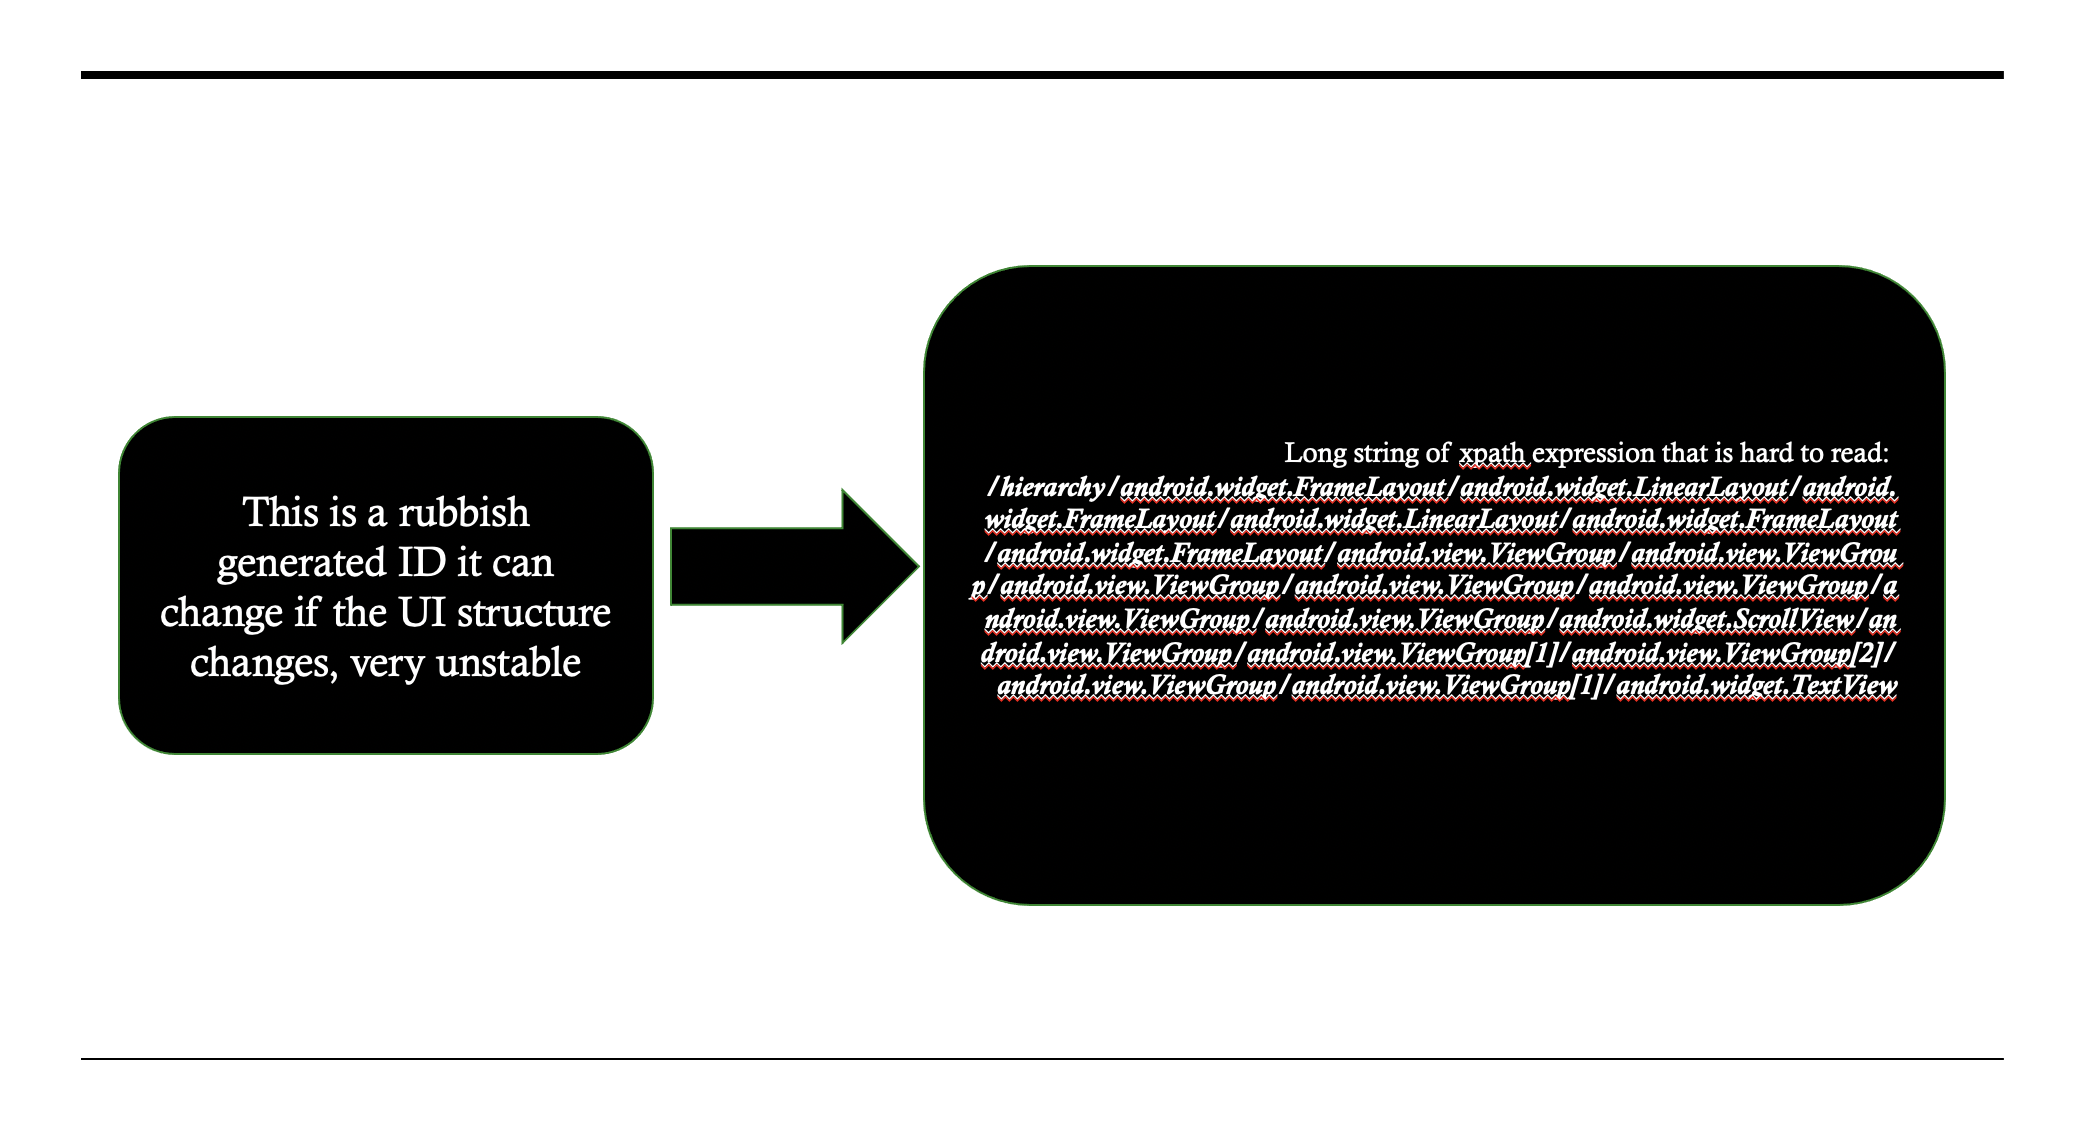 This is a rubbish
generated ID it can
change if the UI structure
changes, very unstable
Long string of xpath expression that is hard to read:
/hierarchy/android.widget.FrameLayout/android.widget.LinearLayout/android.
widget.FrameLayout/android.widget.LinearLayout/android.widget.FrameLayout
/android.widget.FrameLayout/android.view.ViewGroup/android.view.ViewGrou
p/android.view.ViewGroup/android.view.ViewGroup/android.view.ViewGroup/a
ndroid.view.ViewGroup/android.view.ViewGroup/android.widget.ScrollView/an
droid.view.ViewGroup/android.view.ViewGroup[1]/android.view.ViewGroup[2]/
android.view.ViewGroup/android.view.ViewGroup[1]/android.widget.TextView